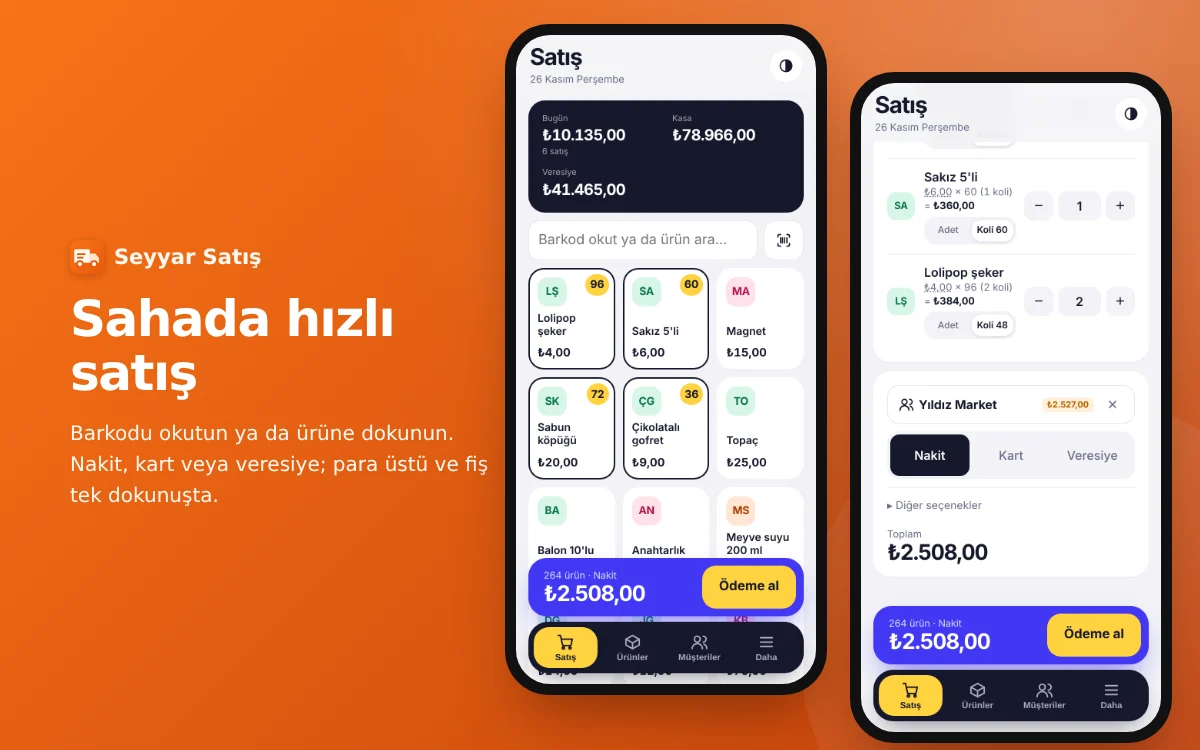 Seyyar Satış
Sahada hızlı
satış
Barkodu okutun ya da ürüne dokunun.
Nakit, kart veya veresiye; para üstü ve fiş
tek dokunuşta.
Satış
26 Kasım Perşembe
Bugün
₺10.135,00
6 satış
Kasa
₺78.966,00
Veresiye
₺41.465,00
Barkod okut ya da ürün ara...
LŞ
96
Lolipop
şeker
₺4,00
SA
60
Sakız 5'li
₺6,00
MA
Magnet
₺15,00
SK
72
Sabun
köpüğü
₺20,00
ÇG
36
Çikolatalı
gofret
₺9,00
TO
Topaç
₺25,00
BA
Balon 10'lu
AN
Anahtarlık
MS
Meyve suyu
200 ml
264 ürün · Nakit
₺2.508,00
Ödeme al
Satış
Ürünler
Müşteriler
Daha
Satış
26 Kasım Perşembe
SA
Sakız 5'li
₺6,00 × 60 (1 koli)
= ₺360,00
Adet
Koli 60
−
1
+
LŞ
Lolipop şeker
₺4,00 × 96 (2 koli)
= ₺384,00
Adet
Koli 48
−
2
+
Yıldız Market
₺2.527,00
✕
Nakit
Kart
Veresiye
▸ Diğer seçenekler
Toplam
₺2.508,00
264 ürün · Nakit
₺2.508,00
Ödeme al
Satış
Ürünler
Müşteriler
Daha